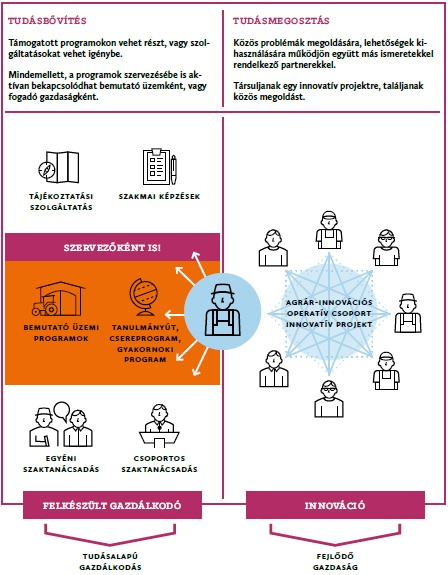 TUDÁSBŐVÍTÉS
Támogatott programokon vehet részt, vagy szol-
gáltatásokat vehet igénybe.
Mindemellett, a programok szervezésébe is ak-
tívan bekapcsolódhat bemutató üzemként, vagy
fogadó gazdaságként.
TUDÁSMEGOSZTÁS
Közös problémák megoldására, lehetőségek ki-
használására működjön együtt más ismeretekkel
rendelkező partnerekkel.
Társuljanak egy innovatív projektre, találjanak
közös megoldást.
TÁJÉKOZTATÁSI
SZOLGÁLTATÁS
SZAKMAI KÉPZÉSEK
SZERVEZŐKÉNT IS!
BEMUTATÓ ÜZEMI
PROGRAMOK
TANULMÁNYÚT,
CSEREPROGRAM,
GYAKORNOKI
PROGRAM
EGYÉNI
SZAKTANÁCSADÁS
CSOPORTOS
SZAKTANÁCSADÁS
AGRÁR-INNOVÁCIÓS
OPERATÍV CSOPORT
INNOVATÍV PROJEKT
FELKÉSZÜLT GAZDÁLKODÓ
INNOVÁCIÓ
TUDÁSALAPÚ
GAZDÁLKODÁS
FEJLŐDŐ
GAZDASÁG